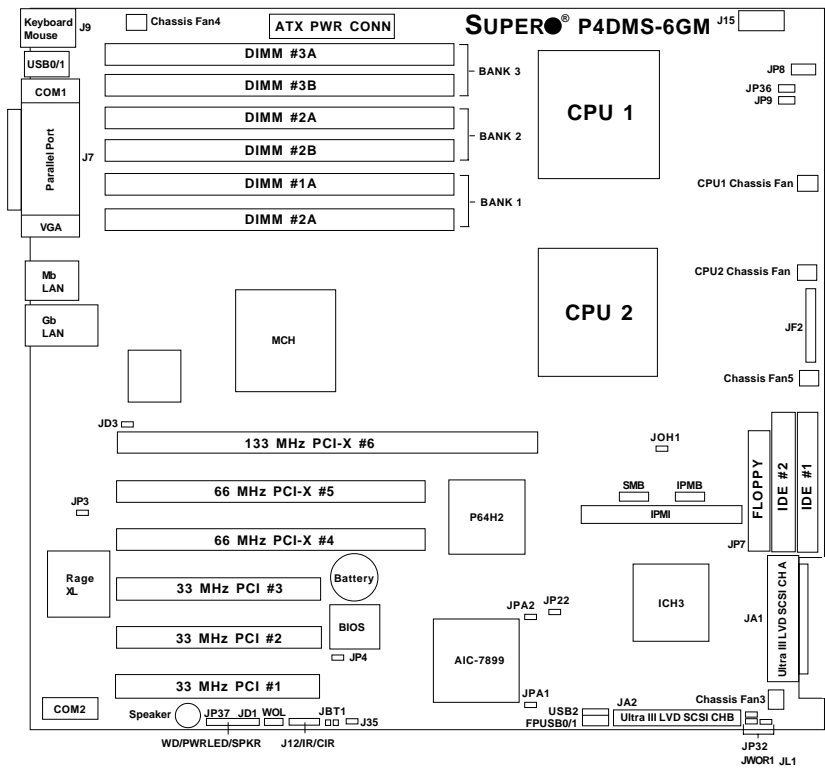 Keyboard
Mouse
J9
Chassis Fan4
ATX PWR CONN
SUPER® P4DMS-6GM
J15
USB0/1
DIMM #3A
BANK 3
DIMM #3B
JP8
JP36
JP9
COM1
Parallel Port
J7
VGA
DIMM #2A
BANK 2
DIMM #2B
DIMM #1A
BANK 1
DIMM #2A
CPU 1
CPU1 Chassis Fan
Mb
LAN
Gb
LAN
MCH
CPU 2
CPU2 Chassis Fan
JF2
Chassis Fan5
JD3
133 MHz PCI-X #6
JOH1
FLOPPY
IDE #2
IDE #1
66 MHz PCI-X #5
JP3
P64H2
SMB
IPMB
IPMI
66 MHz PCI-X #4
JP7
Rage
XL
33 MHz PCI #3
Battery
BIOS
JP4
33 MHz PCI #2
JPA2
JP22
ICH3
JA1
Ultra III LVD SCSI CHA
AIC-7899
33 MHz PCI #1
JPA1
Chassis Fan3
COM2
Speaker
JP37
JD1
WOL
JBT1
J35
USB2
FPUSB0/1
JA2
Ultra III LVD SCSI CHB
WD/PWRLED/SPKR
J12/IR/CIR
JP32
JWOR1
JL1